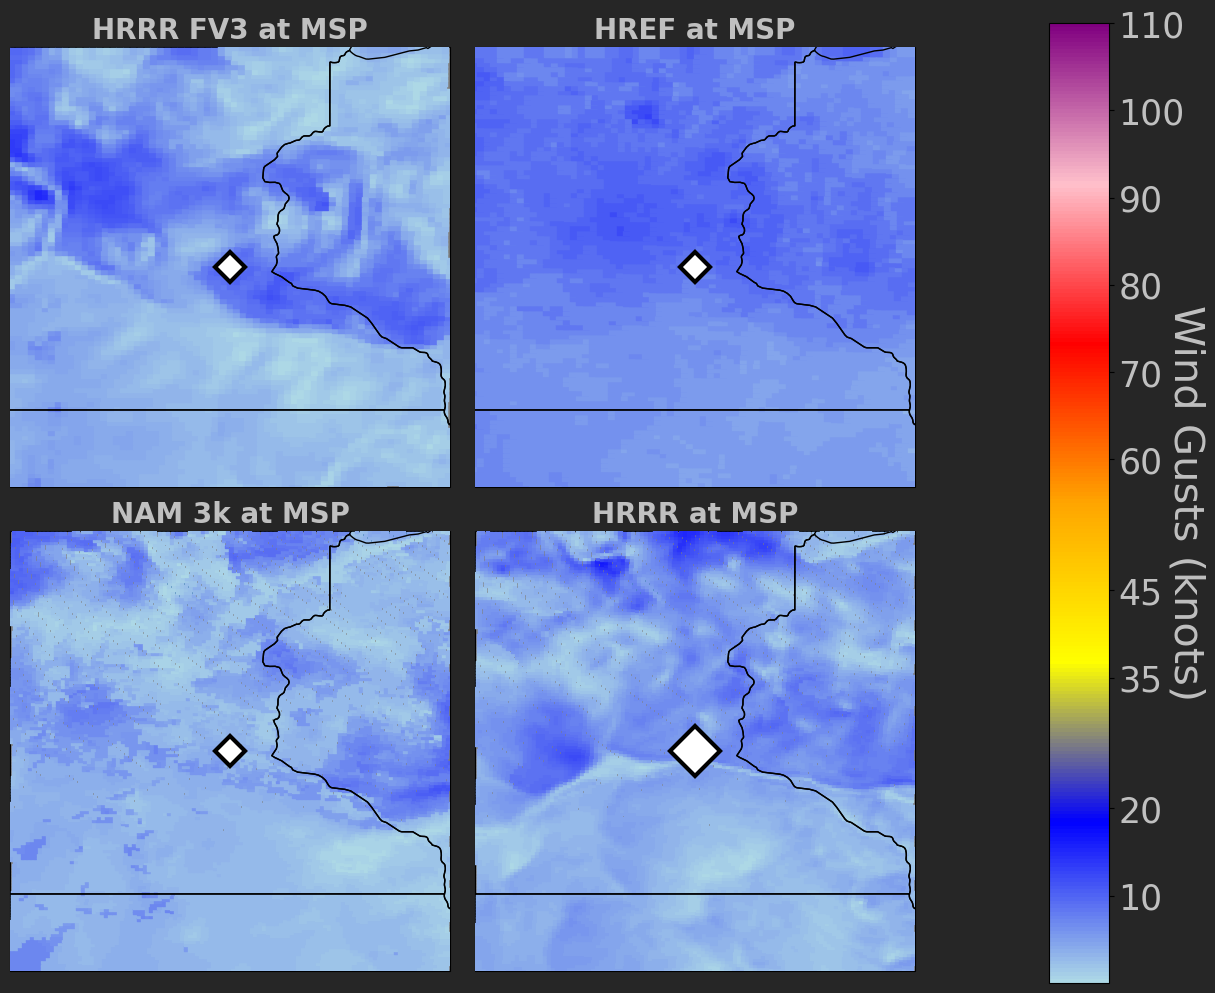 HRRR FV3 at MSP
HREF at MSP
NAM 3k at MSP
HRRR at MSP
110
100
90
80
70
60
45
35
20
10
Wind Gusts (knots)